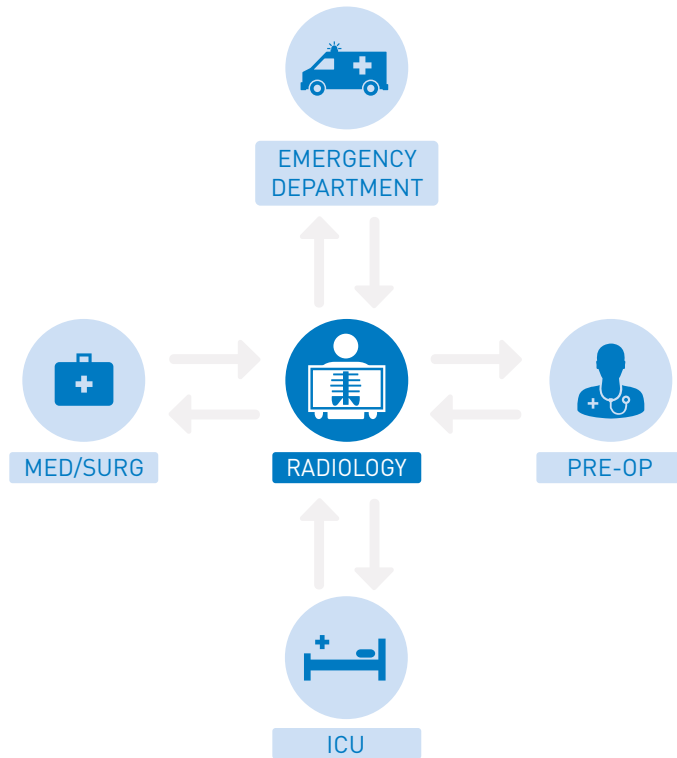 EMERGENCY
DEPARTMENT
MED/SURG
RADIOLOGY
PRE-OP
ICU